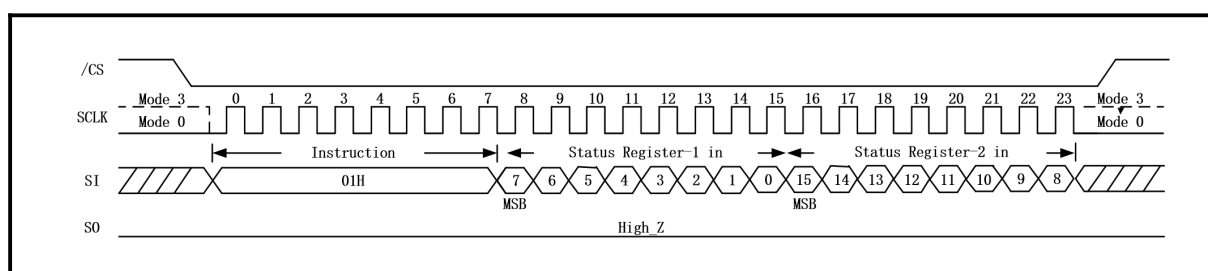 /CS
Mode 3 0 1 2 3 4 5 6 7 8 9 10 11 12 13 14 15 16 17 18 19 20 21 22 23 Mode 3
SCLK
Mode 0 Mode 0
Instruction Status Register-1 in Status Register-2 in
SI 01H 7 6 5 4 3 2 1 0 15 14 13 12 11 10 9 8
MSB MSB
SO High_Z